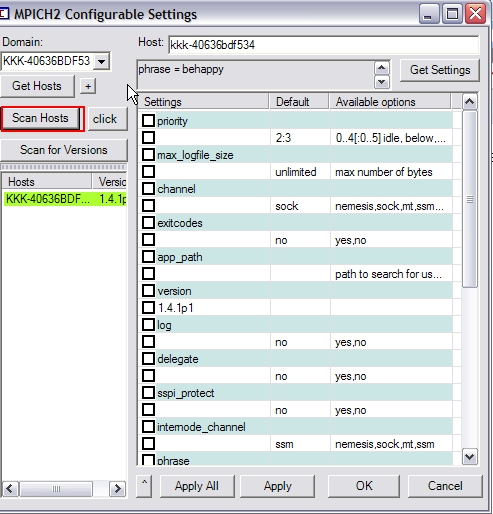 MPICH2 Configurable Settings
Domain:
KKK-40636BDF53
Get Hosts
+
Scan Hosts
click
Scan for Versions
Hosts Versio
KKK-40636BDF... 1.4.1p
Host: kkk-40636bdf534
phrase = behappy
Get Settings
Settings Default Available options
priority
2:3 0..4[:0..5] idle, below,...
max_logfile_size
unlimited max number of bytes
channel
sock nemesis,sock,mt,ssm...
exitcodes
no yes,no
app_path
path to search for us...
version
1.4.1p1
log
no yes,no
delegate
no yes,no
sspi_protect
no yes,no
internode_channel
ssm nemesis,sock,mt,ssm
phrase
^
Apply All
Apply
OK
Cancel